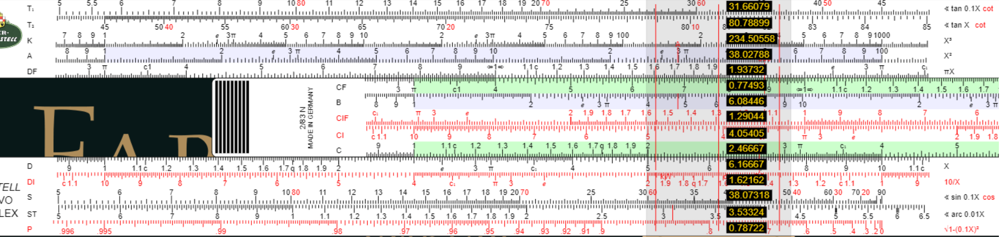 T₁ 5 5.5 6 7 8 9 10 80 11 12 13 14 15 16 17 18 19 20 70 25 30 60 31.66079 40 50 45 ∢ tan 0.1X cot
T₂ 45 50 40 55 60 30 65 70 20 75 80 10 80.78899 83 84 85 ∢ tan X cot
K 7 8 9 1 2 e 3π 4 5 6 7 8 9 10 2 e 3π 4 5 6 7 8 9 100 2 234.50558 4 5 6 7 8 9 1000 X³
A 8 9 1 2 e 3 π 4 5 6 7 8 9 10 2 e 3 π 38.02788 6 7 8 9 100 X²
DF 3 π c1 4 5 6 7 8 9 ⇐1⇒ 1.1 c 1.2 1.3 1.4 1.5 1.6 1.7 1.8 1.9 1.93732 e 3 π c₁ πX
CF 3 π c1 4 5 6 7 0.77493 9 ⇐1⇒ 1.1 c 1.2 1.3 1.4 1.5 1.6 1.7
B 8 9 1 2 e 3 π 4 5 6 6.08446 9 10 2 e 3 π
CIF c₁ π 3 e 2 1.9 1.8 1.7 1.6 1.5 1.4 1.3 1.29044 1.1 1 9 8 7 6
CI c 1.1 10 9 8 7 6 5 4 4.05405 π 3 e 2 1.9 1.8
C 9 1 1.1 c 1.2 1.3 1.4 1.5 1.6 1.7 q 1.8 1.9 2 2.46667 3 π c₁ 4 5
2/83 N
MADE IN GERMANY
D 9 1 1.1 c 1.2 1.3 1.4 1.5 1.6 1.7 q 1.8 1.9 2 e 3 π c₁ 4 5 6 6.16667 8 9 10 1.1 c X
DI c 1.1 10 9 8 7 6 5 4 c₁ π 3 e 2 1.9 1.8 q 1.7 1.62162 1.4 1.3 1.2 c 1.1 1 9 10/X
S 5 6 7 8 9 10 80 11 12 13 14 15 16 17 18 19 20 70 25 30 60 35 38.07318 50 40 60 30 70 20 90 ∢ sin 0.1X cos
ST 5 6 7 8 9 1 1.1 1.2 1.3 1.4 1.5 1.6 1.7 1.8 1.9 2 2.5 3 3.5 3.53324 4.5 5 5.5 6 6.5 ∢ arc 0.01X
P .996 .995 .99 .98 .97 .96 .95 .94 .93 .92 .91 .9 .8 0.78722 .6 .5 .4 .3 .2 0 √1-(0.1X)²